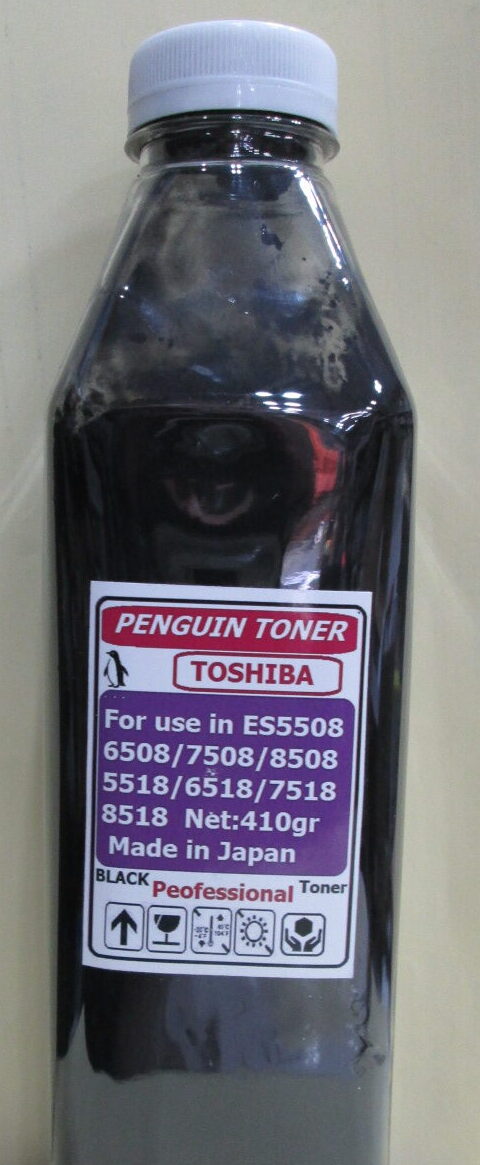 PENGUIN TONER
TOSHIBA
For use in ES5508
6508/7508/8508
5518/6518/7518
8518 Net:410gr
Made in Japan
BLACK Peofessional Toner